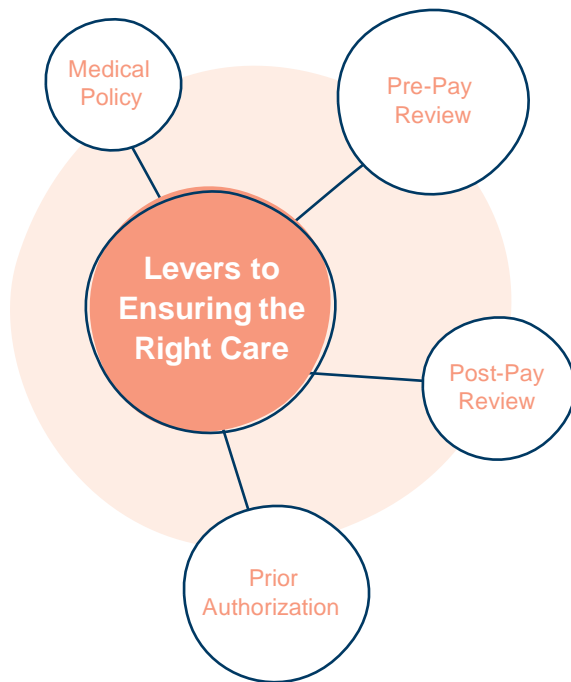 Medical
Policy
Pre-Pay
Review
Levers to
Ensuring the
Right Care
Post-Pay
Review
Prior
Authorization